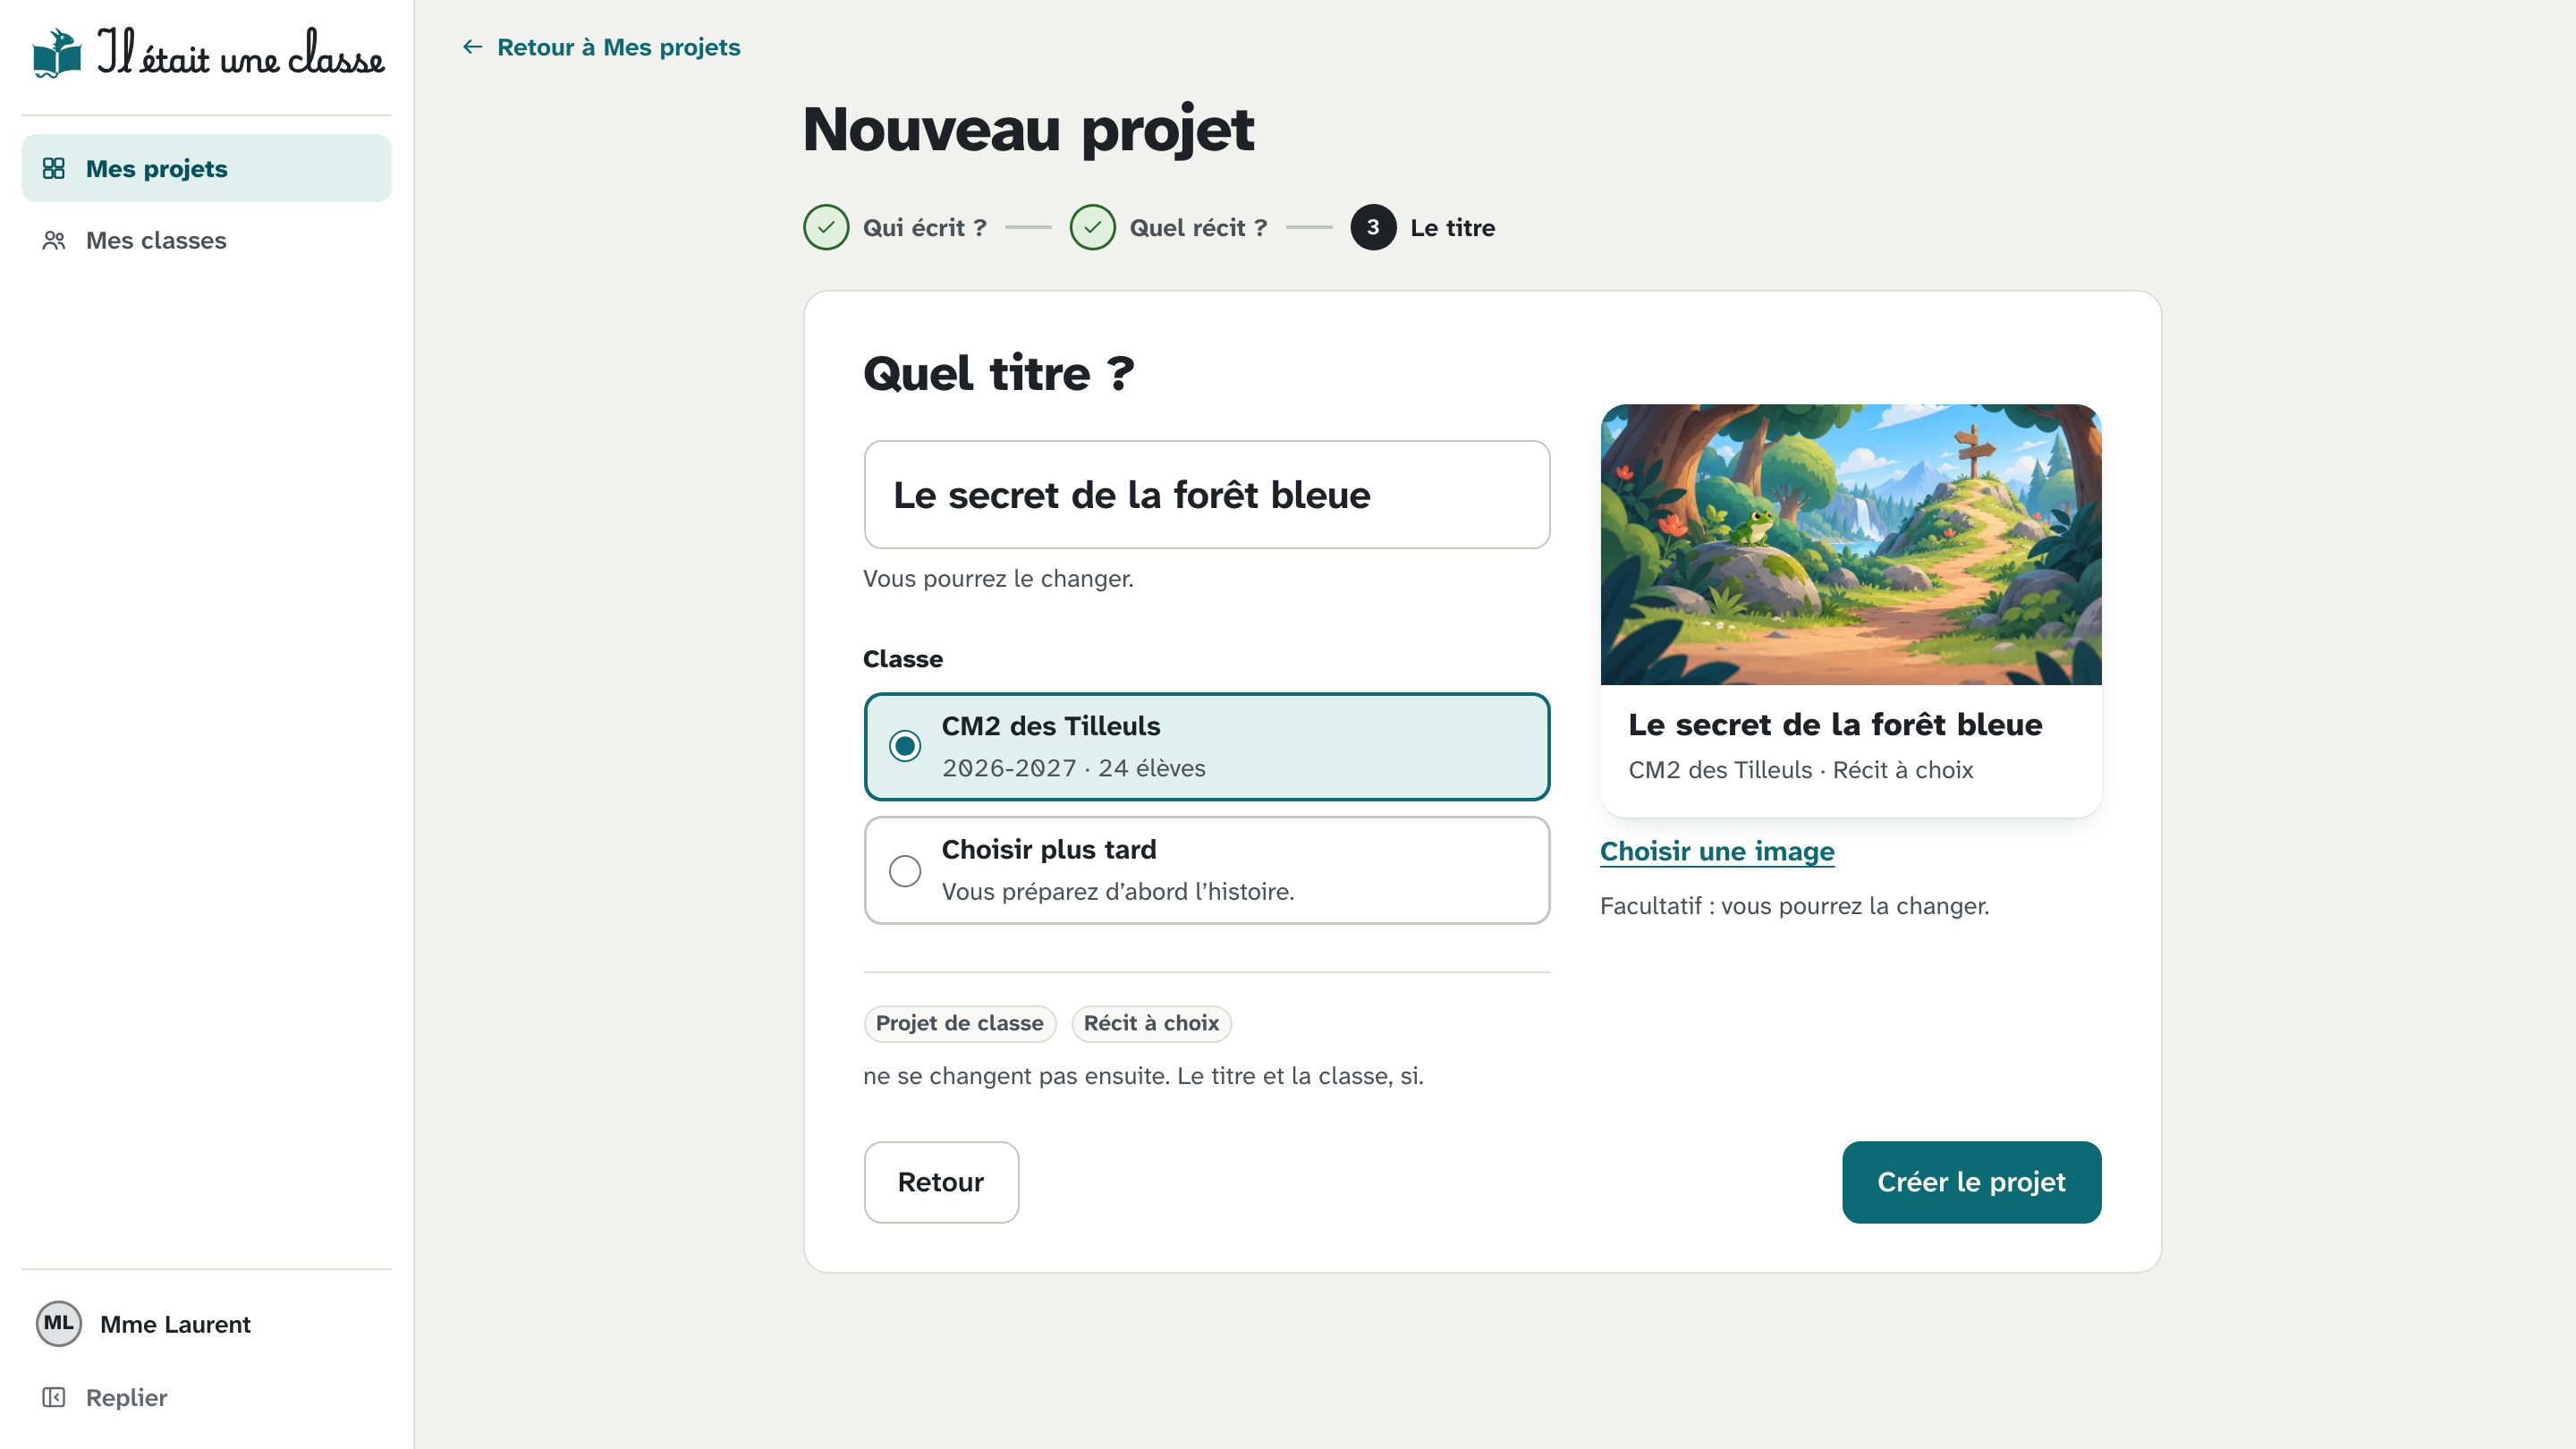 Il était une classe
Mes projets
Mes classes
Mme Laurent
ML
Replier
← Retour à Mes projets
Nouveau projet
Qui écrit ?
Quel récit ?
3 Le titre
Quel titre ?
Le secret de la forêt bleue
Vous pourrez le changer.
Classe
CM2 des Tilleuls
2026-2027 · 24 élèves
Choisir plus tard
Vous préparez d’abord l’histoire.
Projet de classe
Récit à choix
ne se changent pas ensuite. Le titre et la classe, si.
Le secret de la forêt bleue
CM2 des Tilleuls · Récit à choix
Choisir une image
Facultatif : vous pourrez la changer.
Retour
Créer le projet